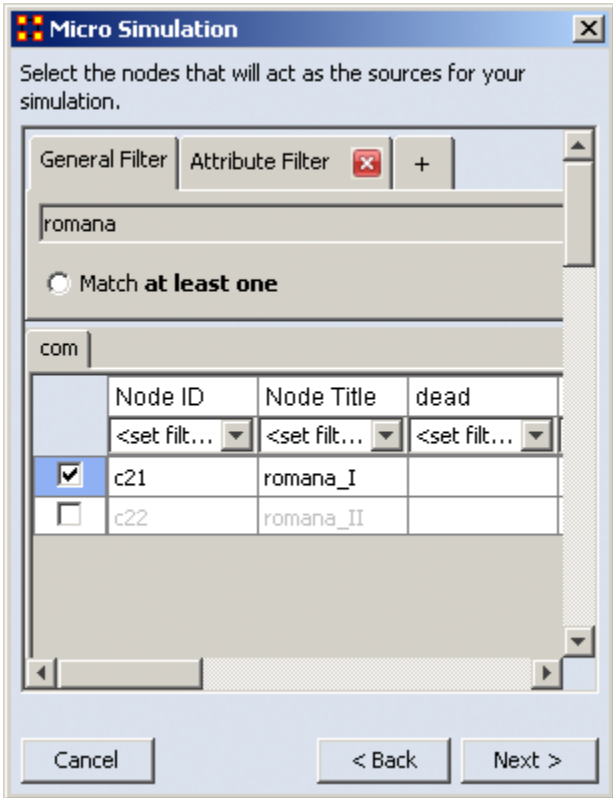 Micro Simulation
Select the nodes that will act as the sources for your
simulation.
General Filter Attribute Filter +
romana
Match at least one
com
Node ID Node Title dead
<set filt... <set filt... <set filt...
c21 romana_I
c22 romana_II
Cancel < Back Next >